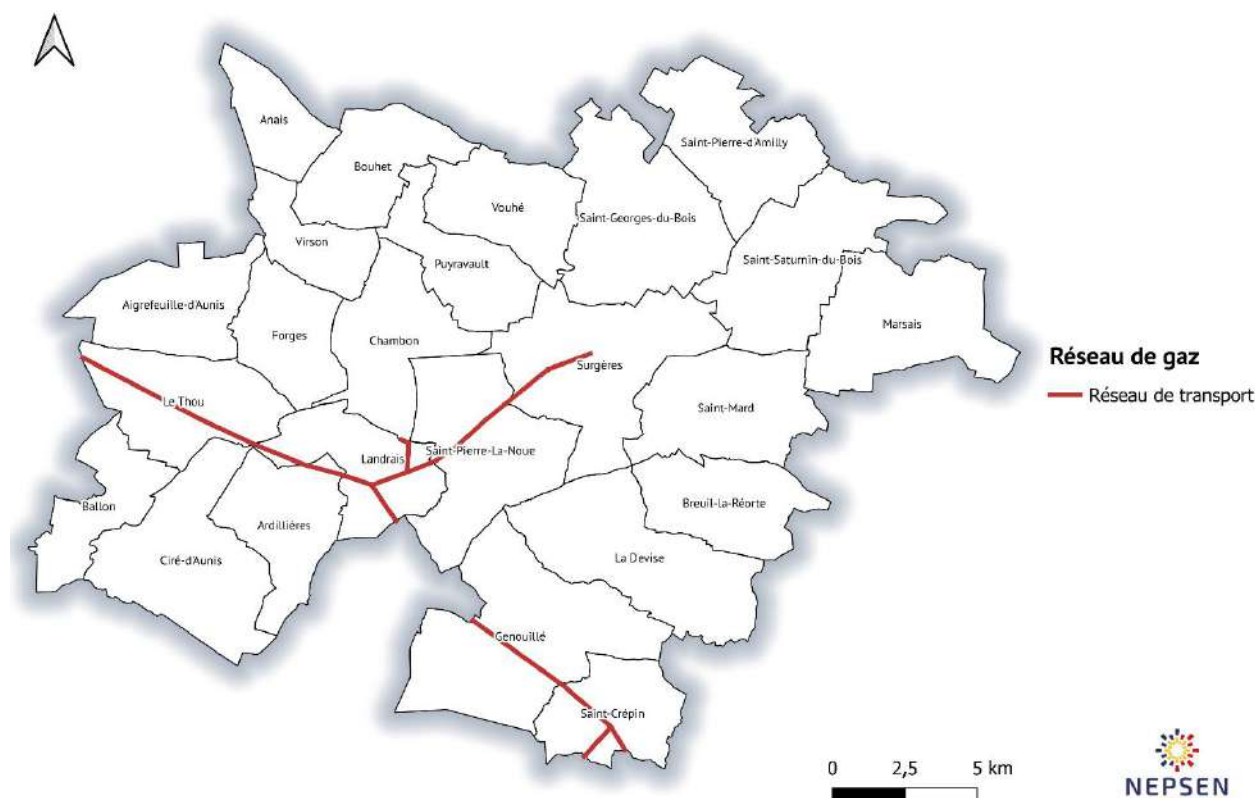 Anais
Bouhet
Saint-Pierre-d'Amilly
Vouhé
Saint-Georges-du-Bois
Virson
Puyravault
Saint-Saturnin-du-Bois
Aigrefeuille-d'Aunis
Forges
Chambon
Marsais
Réseau de gaz
Réseau de transport
Surgères
Le Thou
Saint-Mard
Landrais
Saint-Pierre-La-Noue
Ballon
Ardillières
Breuil-la-Réorte
Ciré-d'Aunis
La Devise
Genouillé
Saint-Crépin
0 2,5 5 km
NEPSEN